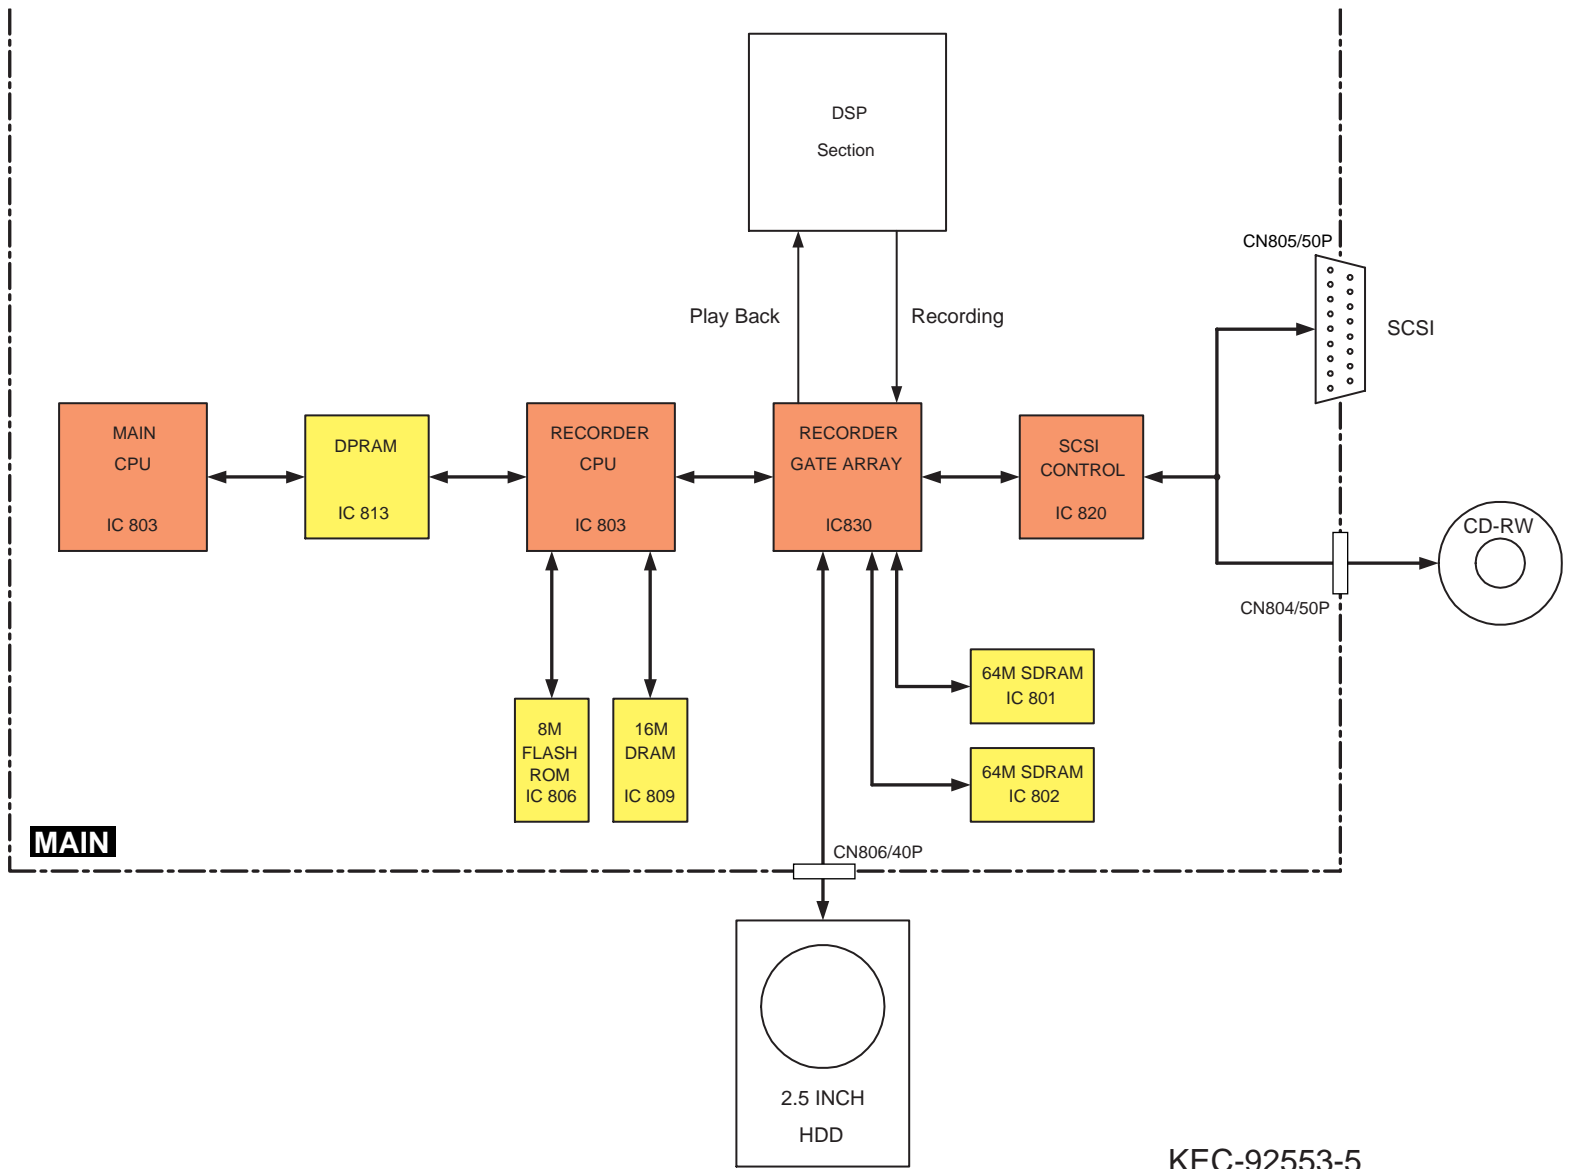 DSP
Section
CN805/50P
SCSI
Play Back
Recording
MAIN
CPU
IC 803
DPRAM
IC 813
RECORDER
CPU
IC 803
RECORDER
GATE ARRAY
IC830
SCSI
CONTROL
IC 820
CD-RW
CN804/50P
64M SDRAM
IC 801
64M SDRAM
IC 802
8M
FLASH
ROM
IC 806
16M
DRAM
IC 809
MAIN
CN806/40P
2.5 INCH
HDD
KEC-92553-5